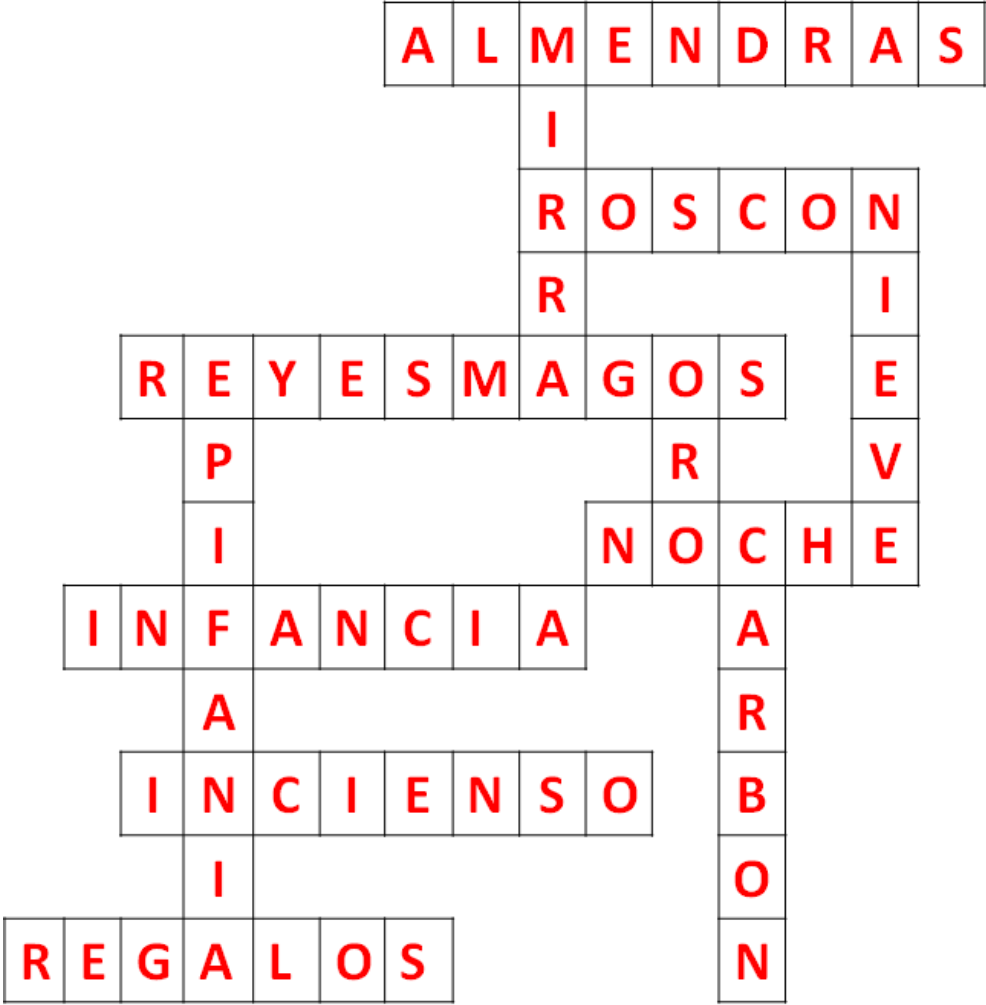 ALMENDRAS
I
ROSCON
R I
REYESMAGOS E
P R V
I NOCHE
INFANCIA A
A R
INCIENSO B
I O
REGALOS N